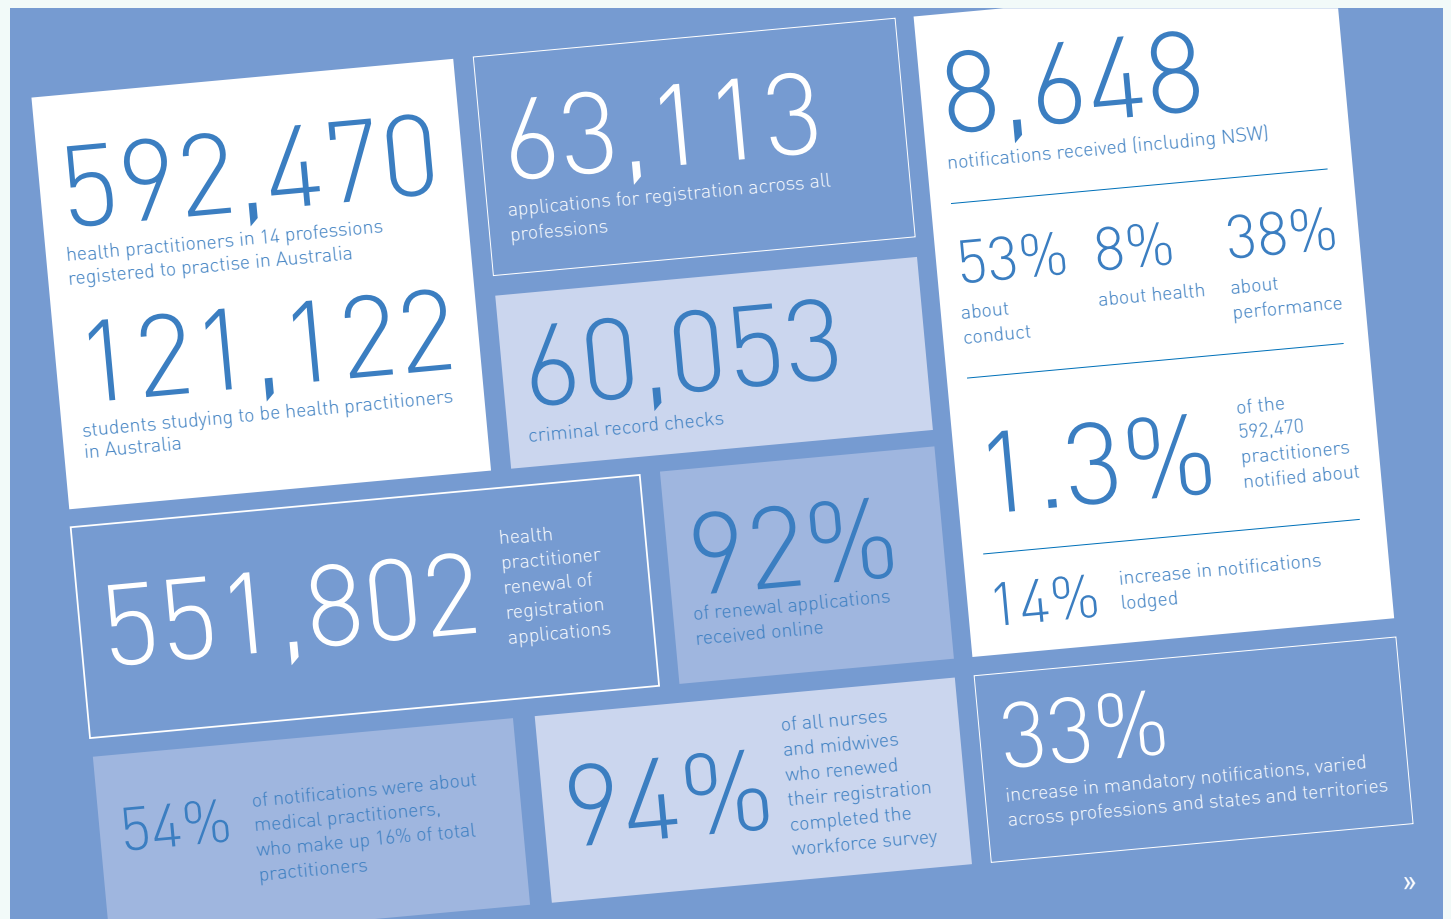 592,470
health practitioners in 14 professions
registered to practise in Australia
121,122
students studying to be health practitioners
in Australia
63,113
applications for registration across all
professions
60,053
criminal record checks
8,648
notifications received (including NSW)
53%
about
conduct
8%
about health
38%
about
performance
1.3%
of the
592,470
practitioners
notified about
14%
increase in notifications
lodged
551,802
health
practitioner
renewal of
registration
applications
92%
of renewal applications
received online
54%
of notifications were about
medical practitioners,
who make up 16% of total
practitioners
94%
of all nurses
and midwives
who renewed
their registration
completed the
workforce survey
33%
increase in mandatory notifications, varied
across professions and states and territories
»